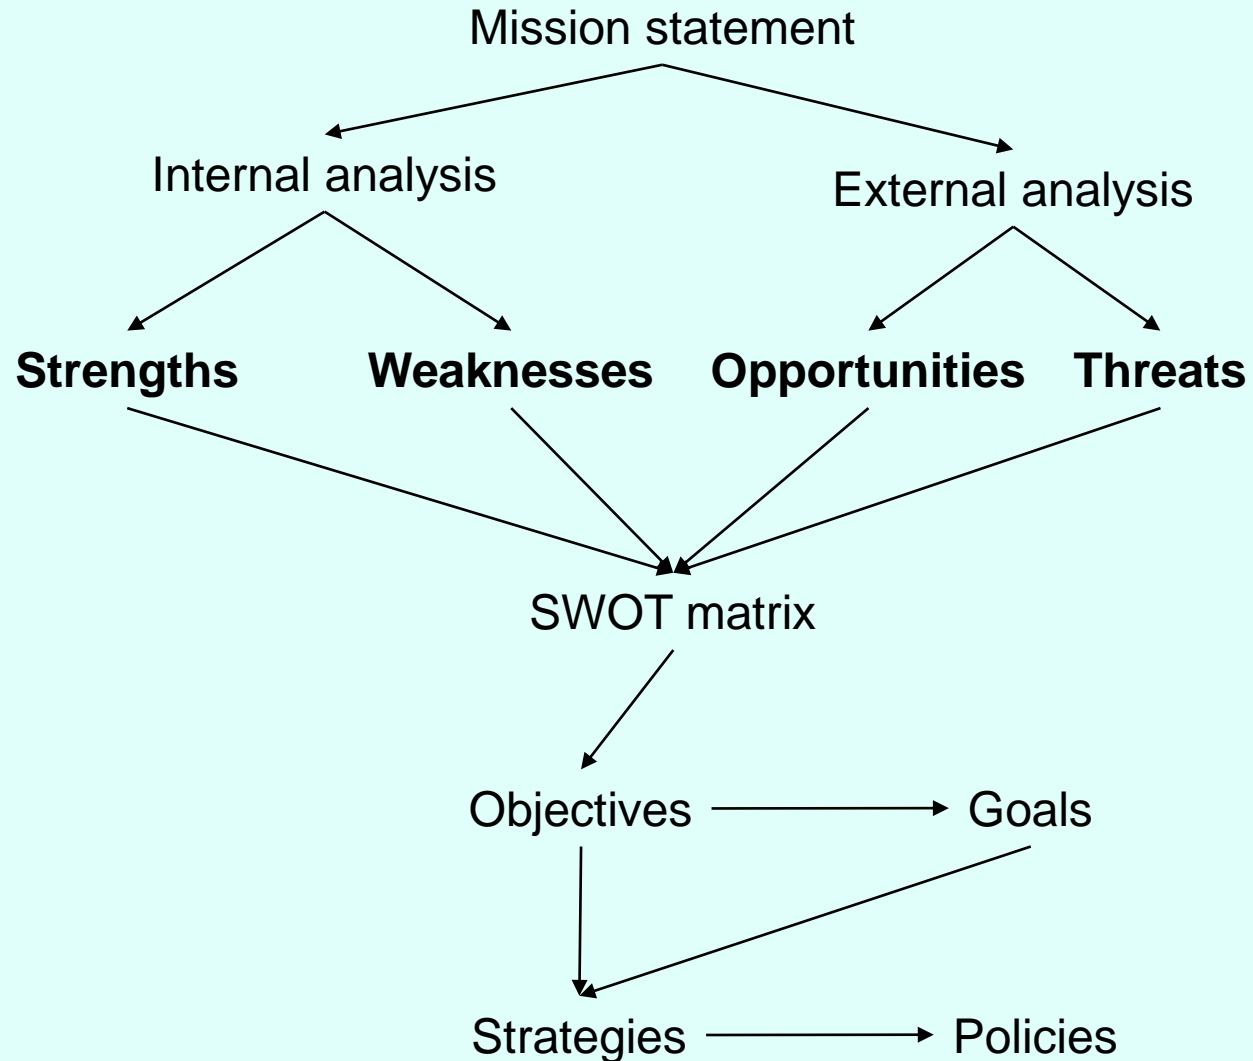 Mission statement
Internal analysis
External analysis
Strengths Weaknesses Opportunities Threats
SWOT matrix
Objectives Goals
Strategies Policies